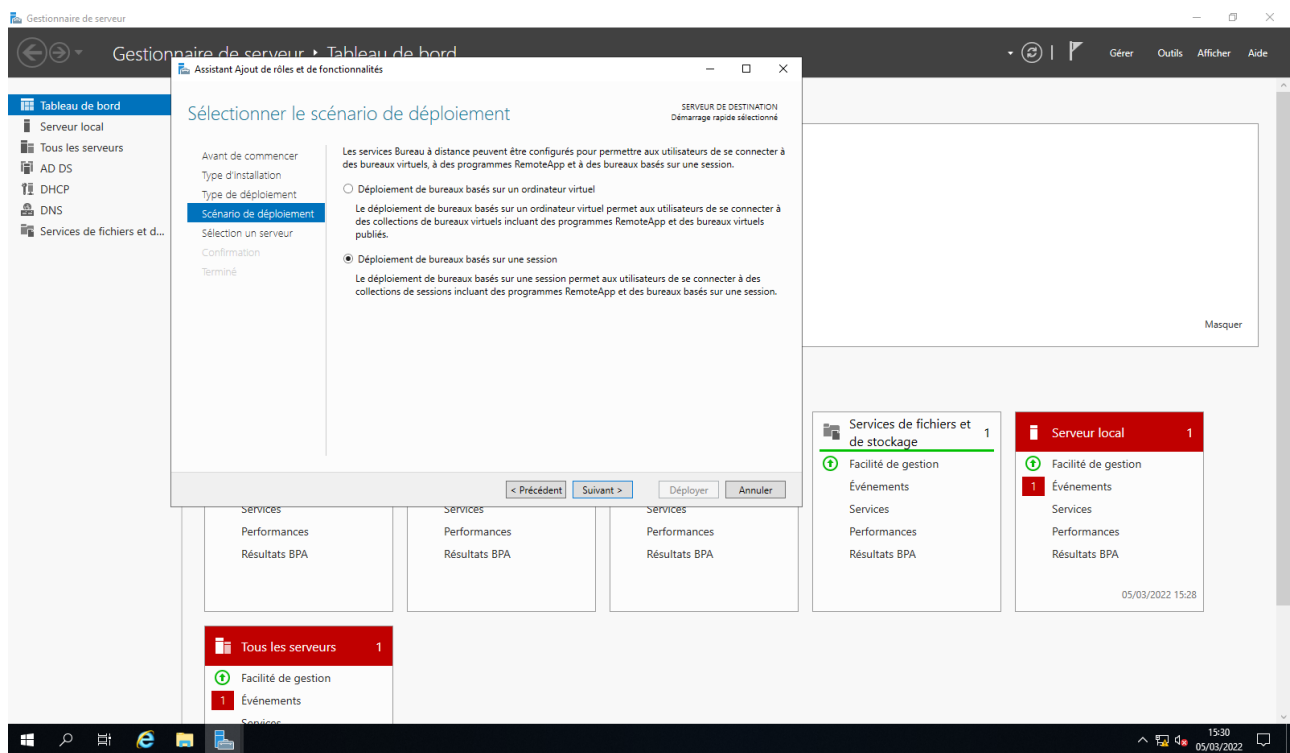 Gestionnaire de serveur
Gestionnaire de serveur • Tableau de bord
Gérer Outils Afficher Aide
Assistant Ajout de rôles et de fonctionnalités
Tableau de bord
Serveur local
Tous les serveurs
AD DS
DHCP
DNS
Services de fichiers et d...
Sélectionner le scénario de déploiement
SERVEUR DE DESTINATION
Démarrage rapide sélectionné
Avant de commencer
Type d'installation
Type de déploiement
Scénario de déploiement
Sélection un serveur
Confirmation
Terminé
Les services Bureau à distance peuvent être configurés pour permettre aux utilisateurs de se connecter à
des bureaux virtuels, à des programmes RemoteApp et à des bureaux basés sur une session.
Déploiement de bureaux basés sur un ordinateur virtuel
Le déploiement de bureaux basés sur un ordinateur virtuel permet aux utilisateurs de se connecter à
des collections de bureaux virtuels incluant des programmes RemoteApp et des bureaux virtuels
publiés.
Déploiement de bureaux basés sur une session
Le déploiement de bureaux basés sur une session permet aux utilisateurs de se connecter à des
collections de sessions incluant des programmes RemoteApp et des bureaux basés sur une session.
< Précédent Suivant > Déployer Annuler
Masquer
Services
Performances
Résultats BPA
Services
Performances
Résultats BPA
Services
Performances
Résultats BPA
Services de fichiers et
de stockage 1
Facilité de gestion
Événements
Services
Performances
Résultats BPA
Serveur local 1
Facilité de gestion
1 Événements
Services
Performances
Résultats BPA
05/03/2022 15:28
Tous les serveurs 1
Facilité de gestion
1 Événements
Services
15:30
05/03/2022